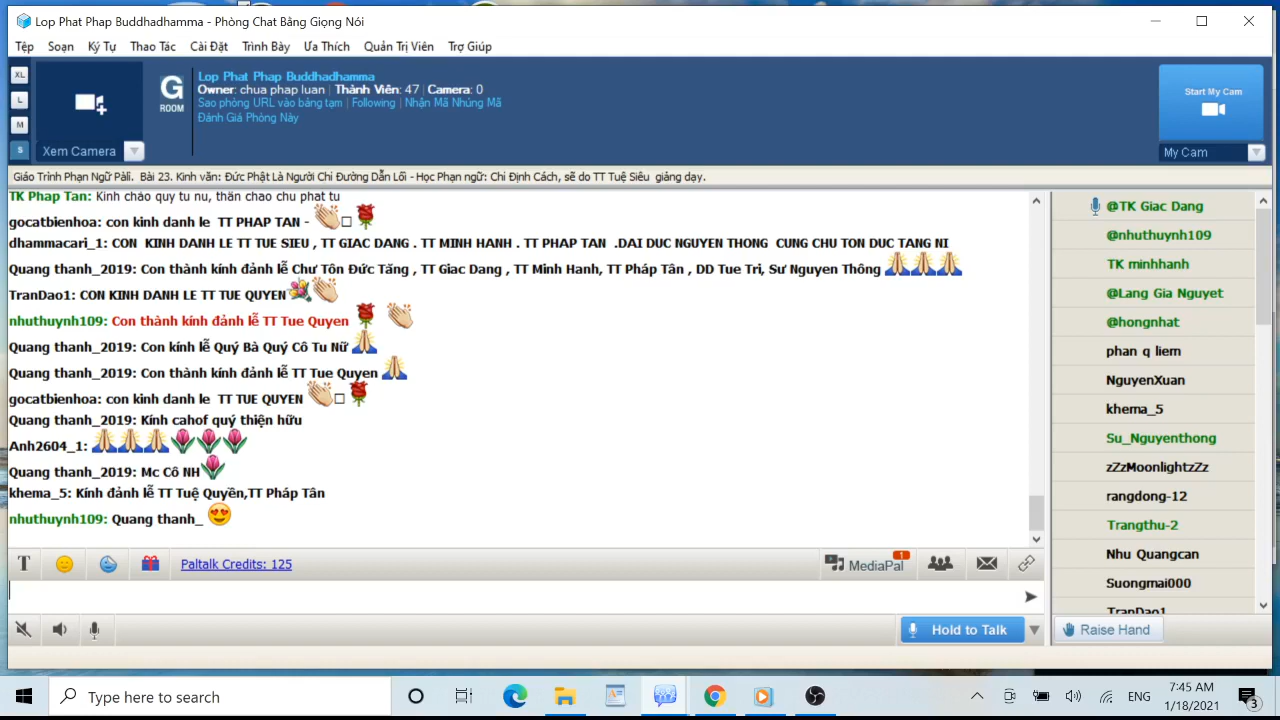 Lop Phat Phap Buddhadhamma - Phòng Chat Bằng Giọng Nói
Tệp Soạn Ký Tự Thao Tác Cài Đặt Trình Bày Ưa Thích Quản Trị Viên Trợ Giúp
XL
L
M
S
Xem Camera
G
ROOM
Lop Phat Phap Buddhadhamma
Owner: chua phap luan | Thành Viên: 47 | Camera: 0
Sao phòng URL vào bảng tạm | Following | Nhận Mã Nhúng Mã
Đánh Giá Phòng Này
Start My Cam
My Cam
Giáo Trình Phạn Ngữ Pāli. Bài 23. Kinh văn: Đức Phật Là Người Chỉ Đường Dẫn Lối - Học Phạn ngữ: Chỉ Định Cách, sẽ do TT Tuệ Siêu giảng dạy.
TK Phap Tan: Kinh chào quy tu nu, thân chao chu phat tu
gocatbienhoa: con kinh danh le TT PHAP TAN -
dhammacari_1: CON KINH DANH LE TT TUE SIEU , TT GIAC DANG . TT MINH HANH . TT PHAP TAN .DAI DUC NGUYEN THONG CUNG CHU TON DUC TANG NI
Quang thanh_2019: Con thành kính đảnh lễ Chư Tôn Đức Tăng , TT Giac Dang , TT Minh Hanh, TT Pháp Tân , DD Tue Tri, Sư Nguyen Thông
TranDao1: CON KINH DANH LE TT TUE QUYEN
nhuthuynh109: Con thành kính đảnh lễ TT Tue Quyen
Quang thanh_2019: Con kính lễ Quý Bà Quý Cô Tu Nữ
Quang thanh_2019: Con thành kính đảnh lễ TT Tue Quyen
gocatbienhoa: con kinh danh le TT TUE QUYEN
Quang thanh_2019: Kính cahof quý thiện hữu
Anh2604_1:
Quang thanh_2019: Mc Cô NH
khema_5: Kính đảnh lễ TT Tuệ Quyền,TT Pháp Tân
nhuthuynh109: Quang thanh_
@TK Giac Dang
@nhuthuynh109
TK minhhanh
@Lang Gia Nguyet
@hongnhat
phan q liem
NguyenXuan
khema_5
Su_Nguyenthong
zZzMoonlightzZz
rangdong-12
Trangthu-2
Nhu Quangcan
Suongmai000
TranDao1
T
Paltalk Credits: 125
MediaPal
1
Hold to Talk
Raise Hand
Type here to search
ENG
7:45 AM
1/18/2021
3